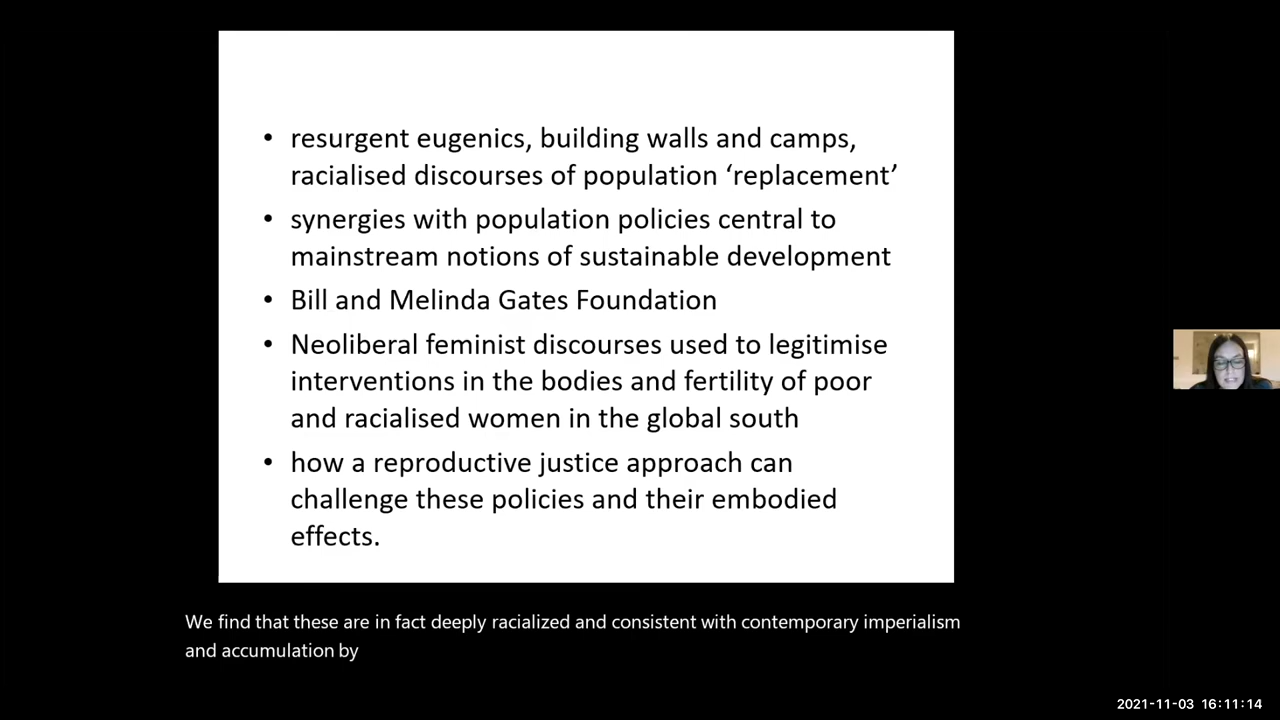 • resurgent eugenics, building walls and camps,
racialised discourses of population ‘replacement’
• synergies with population policies central to
mainstream notions of sustainable development
• Bill and Melinda Gates Foundation
• Neoliberal feminist discourses used to legitimise
interventions in the bodies and fertility of poor
and racialised women in the global south
• how a reproductive justice approach can
challenge these policies and their embodied
effects.
We find that these are in fact deeply racialized and consistent with contemporary imperialism
and accumulation by
2021-11-03 16:11:14